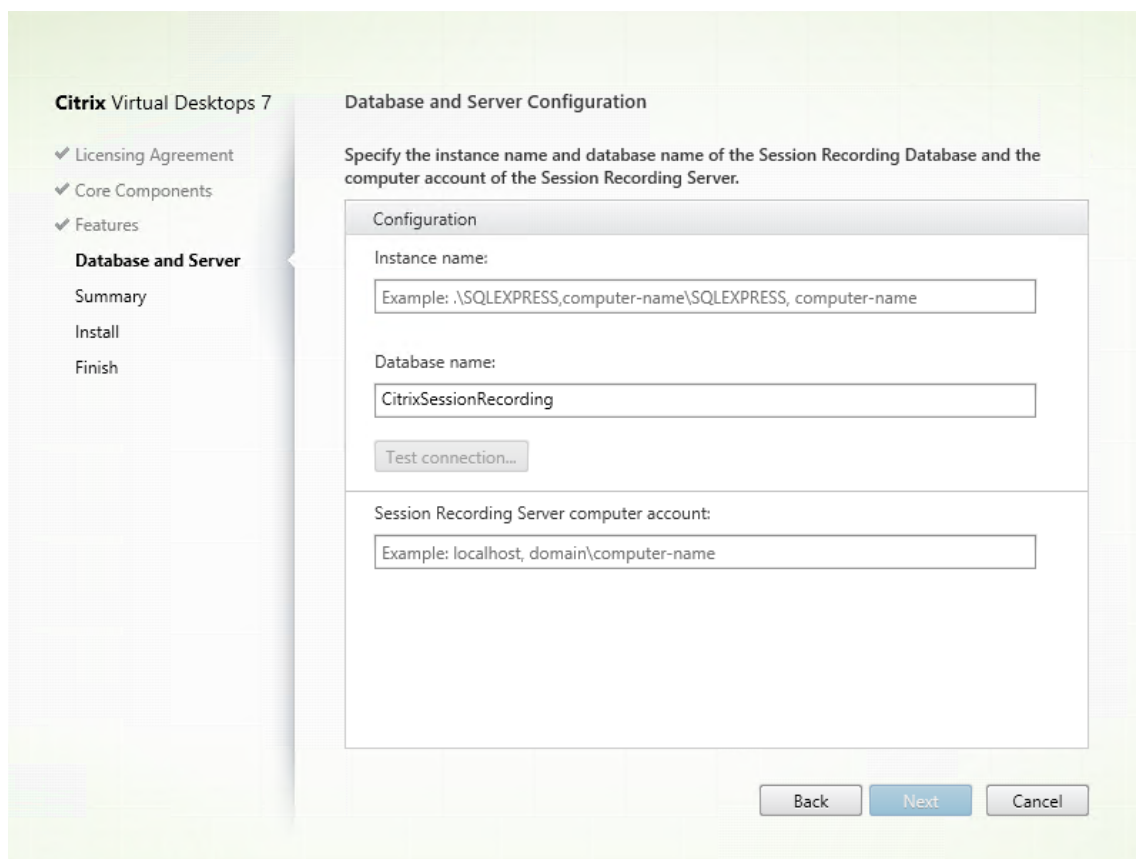 Citrix Virtual Desktops 7
✔ Licensing Agreement
✔ Core Components
✔ Features
Database and Server
Summary
Install
Finish
Database and Server Configuration
Specify the instance name and database name of the Session Recording Database and the
computer account of the Session Recording Server.
Configuration
Instance name:
Example: .\SQLEXPRESS,computer-name\SQLEXPRESS, computer-name
Database name:
CitrixSessionRecording
Test connection...
Session Recording Server computer account:
Example: localhost, domain\computer-name
Back
Next
Cancel